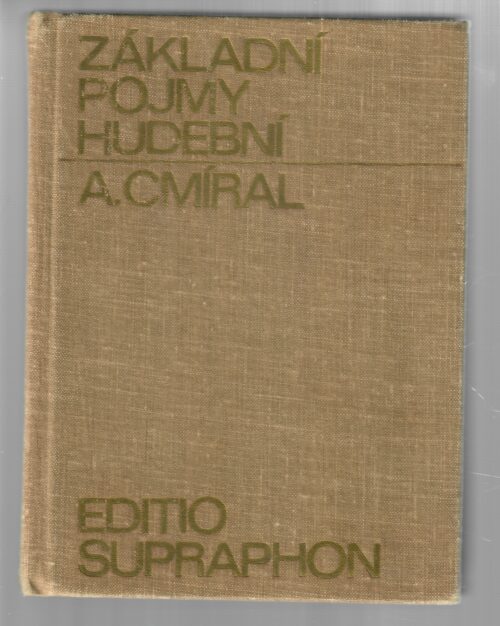 ZÁKLADNÍ
POJMY
HUDEBNÍ
A.CMÍRAL
EDITIO
SUPRAPHON